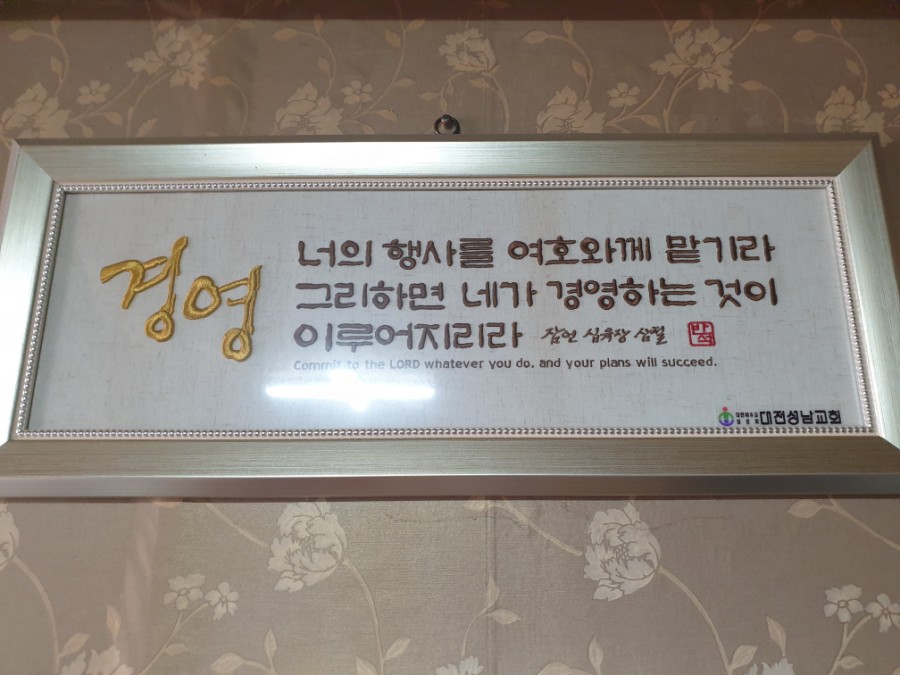 경영
너의 행사를 여호와께 맡기라
그리하면 네가 경영하는 것이
이루어지리라 잠언 십육장 삼절
Commit to the LORD whatever you do, and your plans will succeed.
대전성남교회